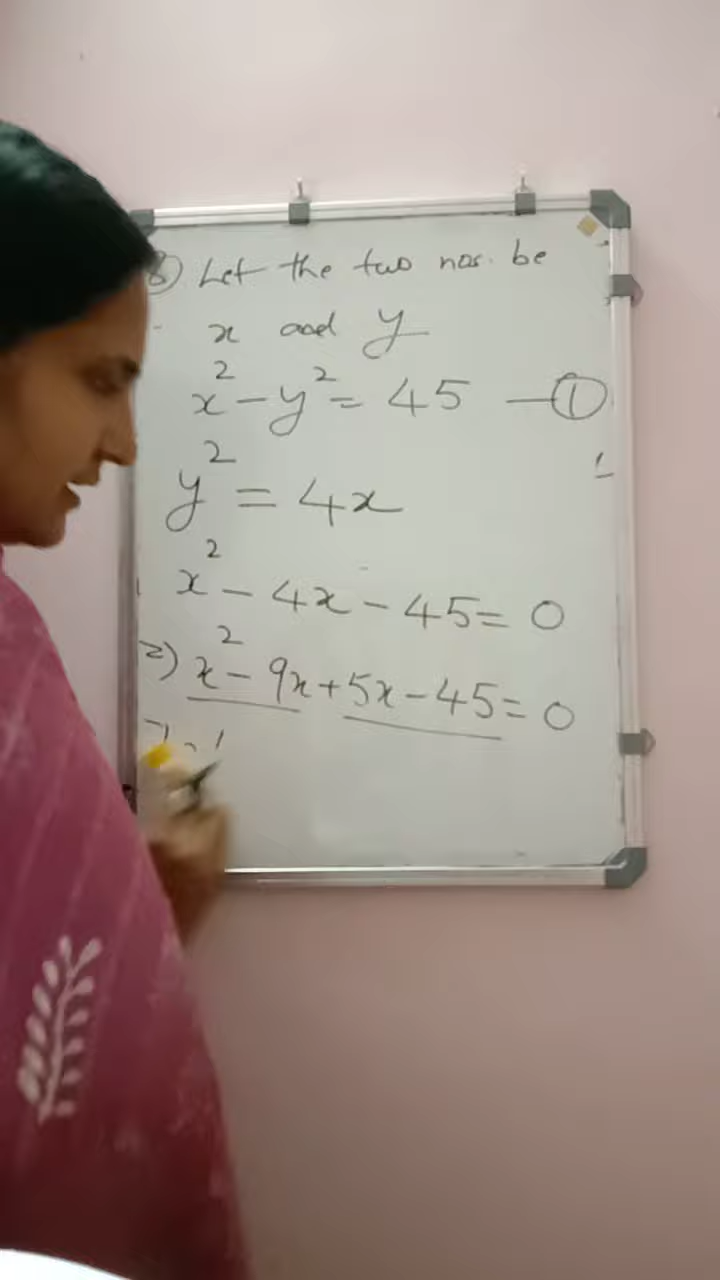 8) Let the two nos. be
x and y
x² - y² = 45 — ①
y² = 4x
x² - 4x - 45 = 0
=) x² - 9x + 5x - 45 = 0